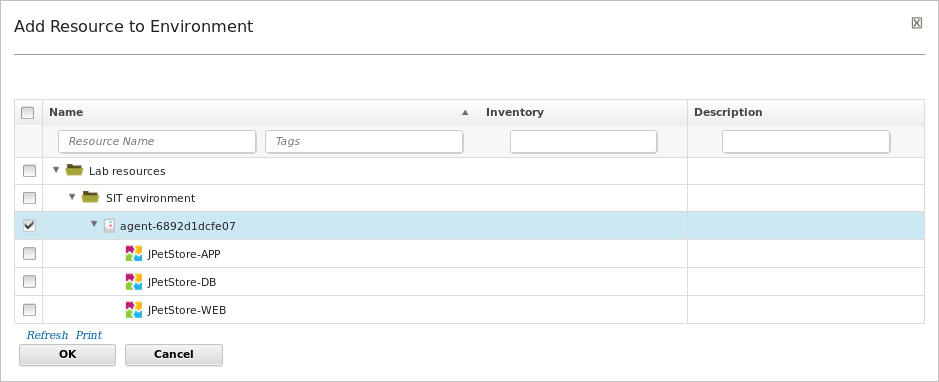 Add Resource to Environment
Name Inventory Description
Resource Name Tags
Lab resources
SIT environment
agent-6892d1dcfe07
JPetStore-APP
JPetStore-DB
JPetStore-WEB
Refresh Print
OK Cancel